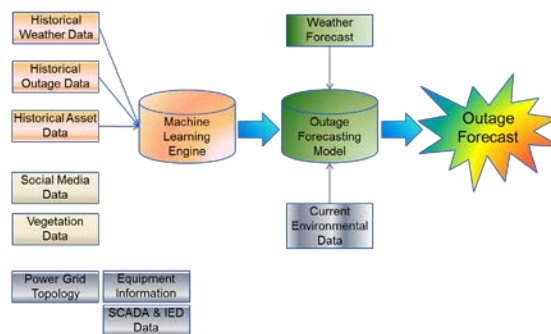 Historical
Weather Data
Weather
Forecast
Historical
Outage Data
Historical Asset
Data
Machine
Learning
Engine
Outage
Forecasting
Model
Outage
Forecast
Social Media
Data
Vegetation
Data
Current
Environmental
Data
Power Grid
Topology
Equipment
Information
SCADA & IED
Data